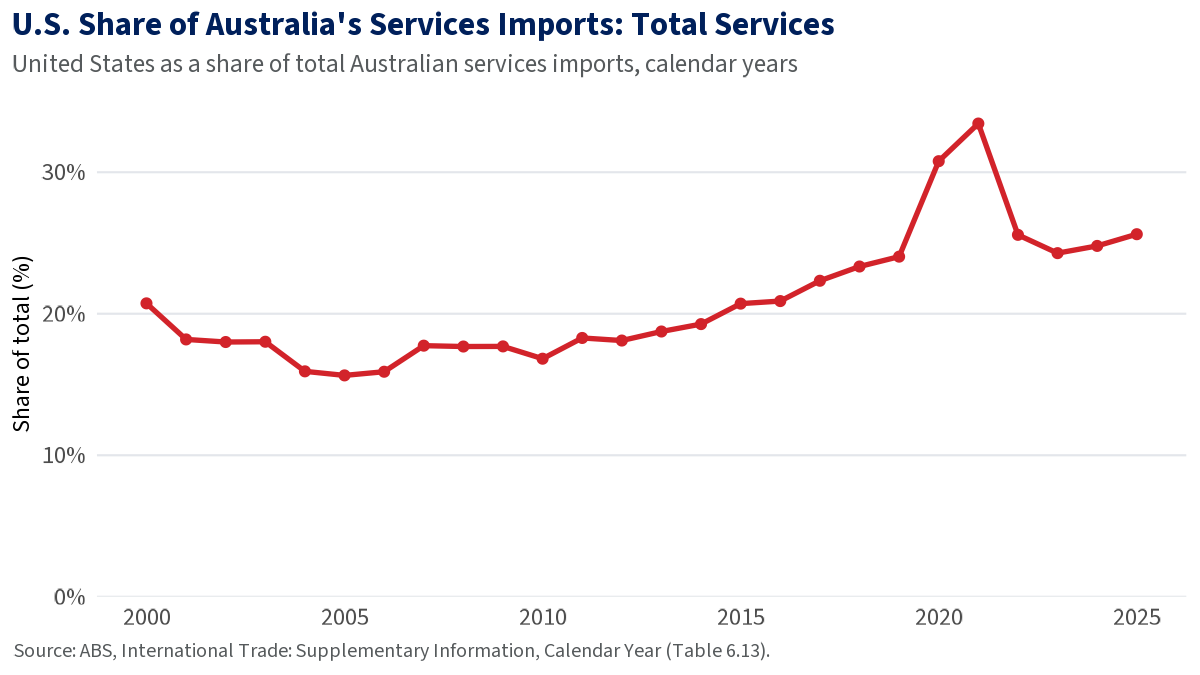 U.S. Share of Australia's Services Imports: Total Services
United States as a share of total Australian services imports, calendar years
Share of total (%)
30%
20%
10%
0%
2000 2005 2010 2015 2020 2025
Source: ABS, International Trade: Supplementary Information, Calendar Year (Table 6.13).